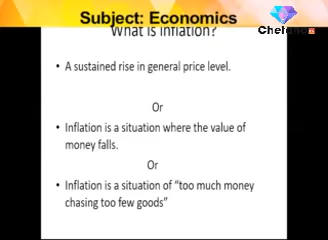 Subject: Economics
What is inflation?
Chetana
• A sustained rise in general price level.
Or
• Inflation is a situation where the value of
money falls.
Or
• Inflation is a situation of “too much money
chasing too few goods”